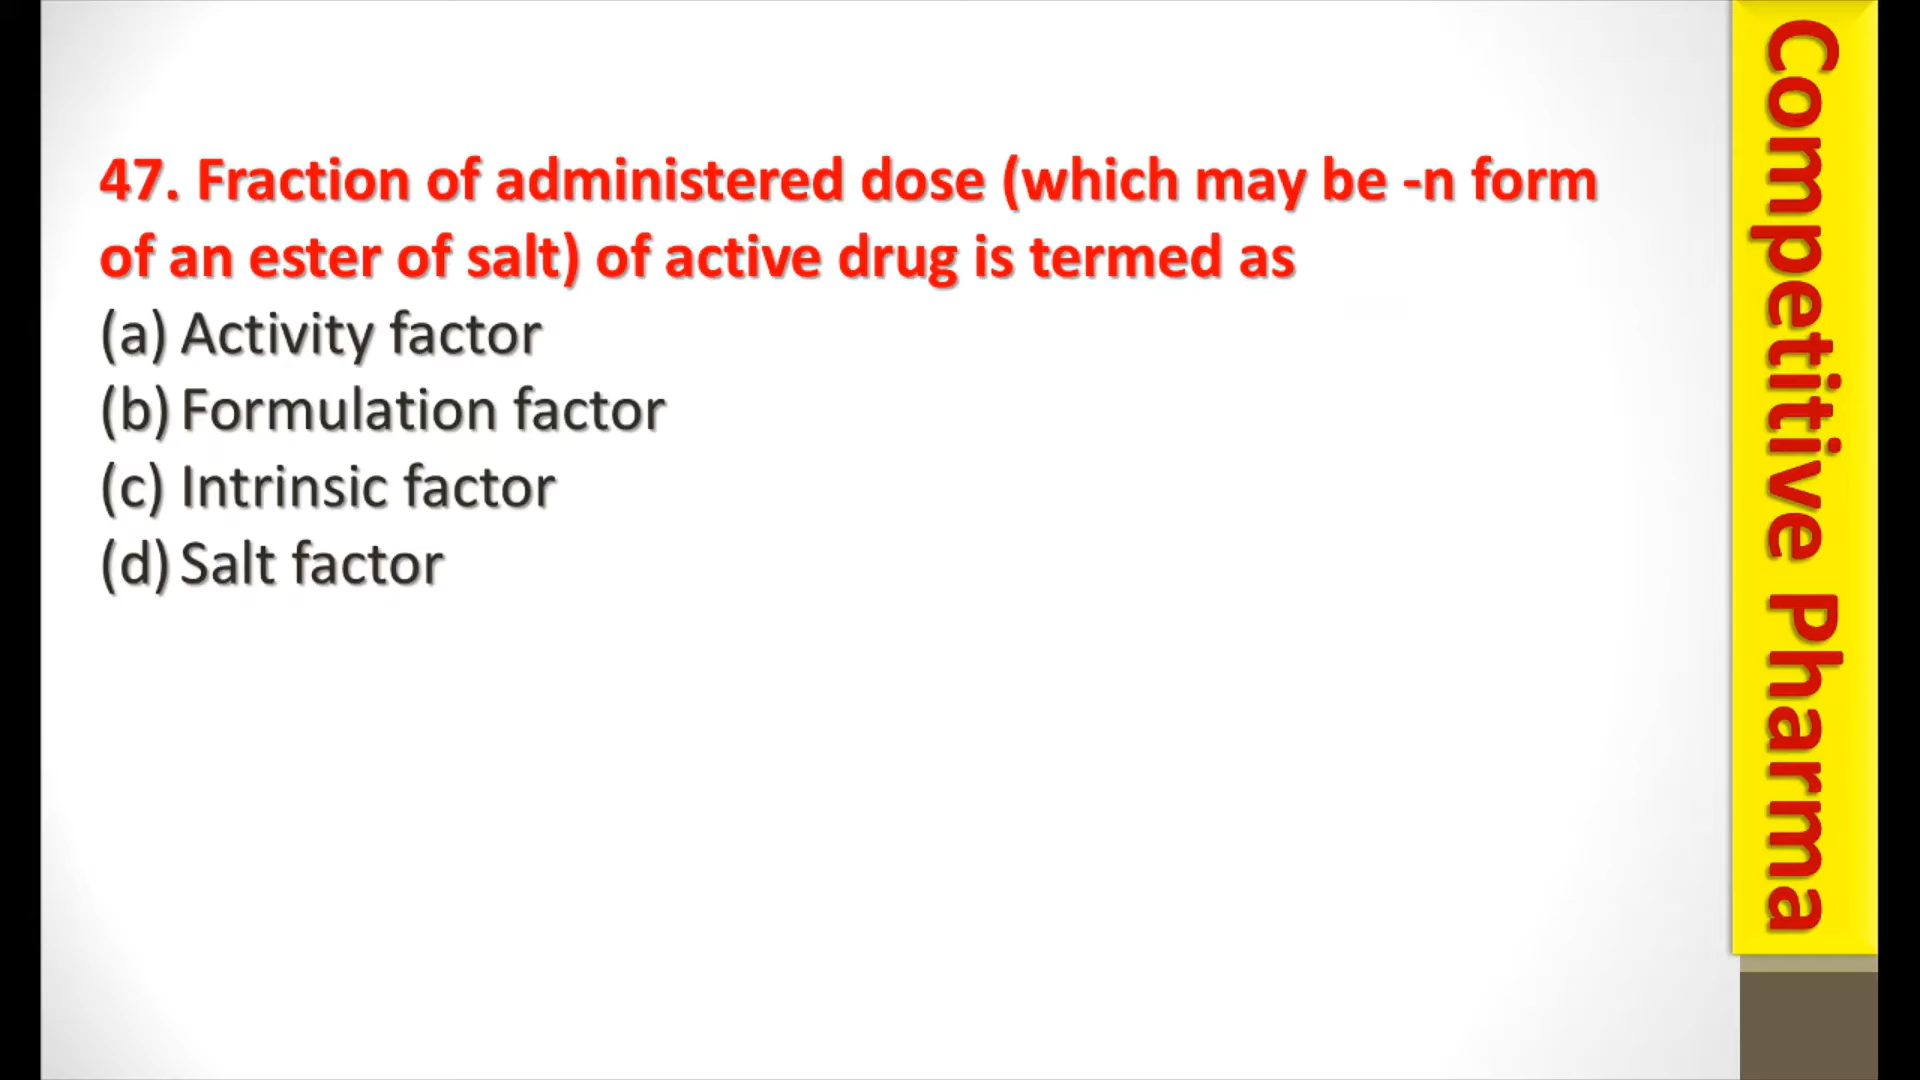 47. Fraction of administered dose (which may be -n form
of an ester of salt) of active drug is termed as
(a) Activity factor
(b) Formulation factor
(c) Intrinsic factor
(d) Salt factor
Competitive Pharma